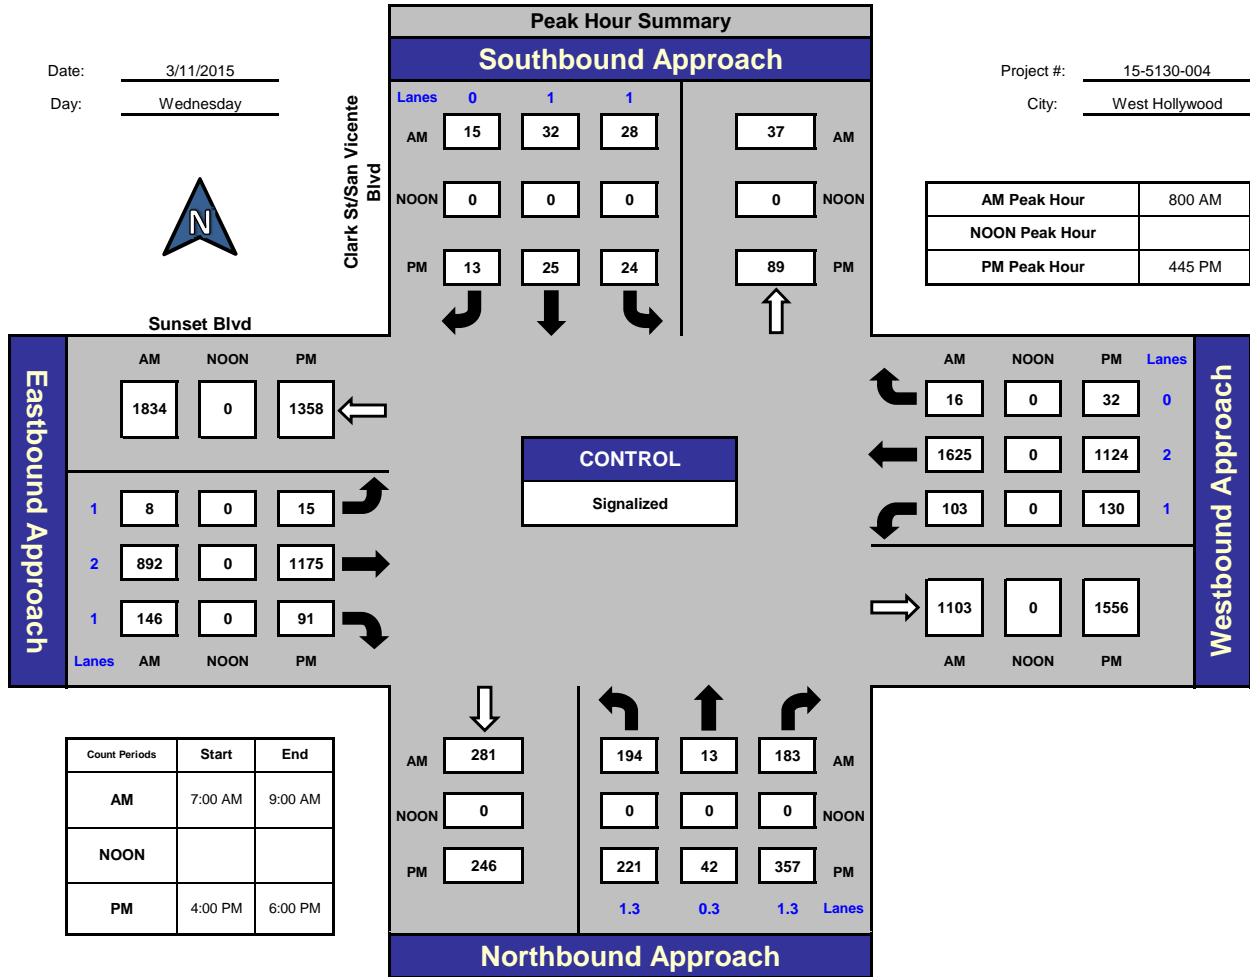 Peak Hour Summary
Southbound Approach
Date: 3/11/2015
Day: Wednesday
Project #: 15-5130-004
City: West Hollywood
N
Clark St/San Vicente
Blvd
Lanes 0 1 1
AM 15 32 28 37 AM
NOON 0 0 0 0 NOON
PM 13 25 24 89 PM
AM Peak Hour 800 AM
NOON Peak Hour
PM Peak Hour 445 PM
Sunset Blvd
Eastbound Approach
AM NOON PM
1834 0 1358
1 8 0 15
2 892 0 1175
1 146 0 91
Lanes AM NOON PM
CONTROL
Signalized
AM NOON PM Lanes
16 0 32 0
1625 0 1124 2
103 0 130 1
1103 0 1556
AM NOON PM
Westbound Approach
Count Periods Start End
AM 7:00 AM 9:00 AM
NOON
PM 4:00 PM 6:00 PM
AM 281 194 13 183 AM
NOON 0 0 0 0 NOON
PM 246 221 42 357 PM
1.3 0.3 1.3 Lanes
Northbound Approach